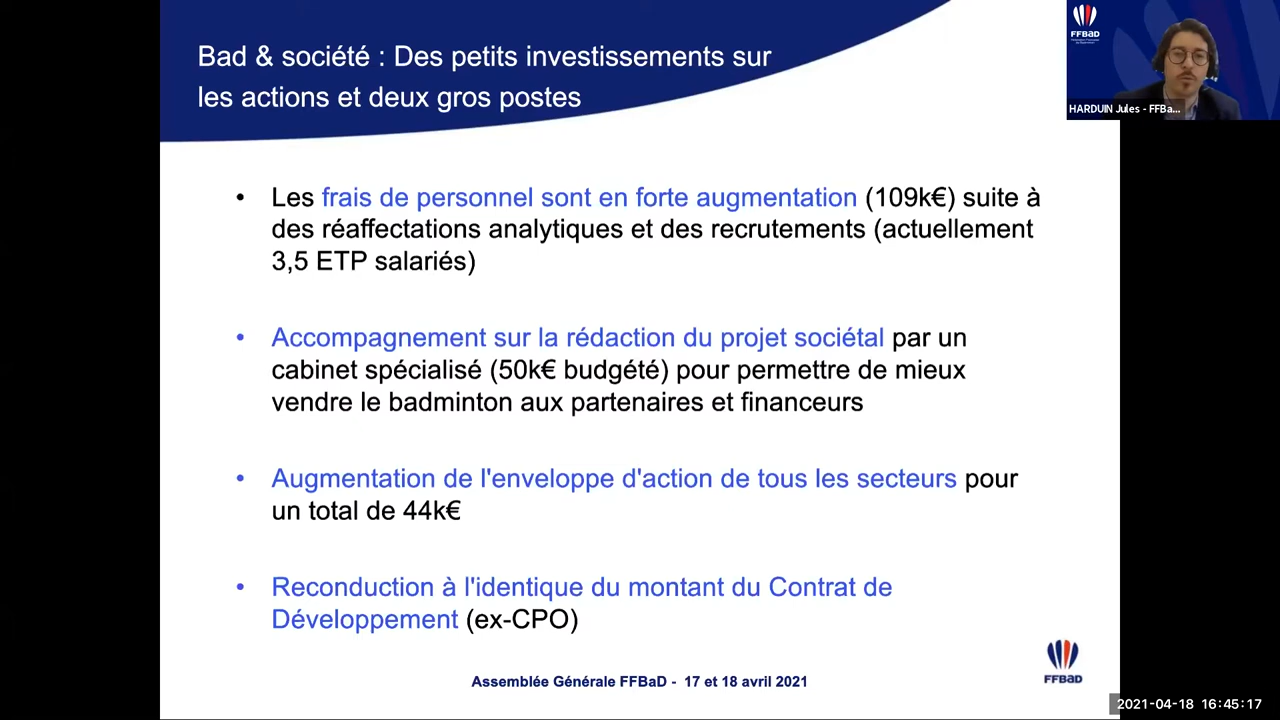 Bad & société : Des petits investissements sur
les actions et deux gros postes
FFBaD
HARDUIN Jules - FFBa...
• Les frais de personnel sont en forte augmentation (109k€) suite à
des réaffectations analytiques et des recrutements (actuellement
3,5 ETP salariés)
• Accompagnement sur la rédaction du projet sociétal par un
cabinet spécialisé (50k€ budgété) pour permettre de mieux
vendre le badminton aux partenaires et financeurs
• Augmentation de l'enveloppe d'action de tous les secteurs pour
un total de 44k€
• Reconduction à l'identique du montant du Contrat de
Développement (ex-CPO)
Assemblée Générale FFBaD - 17 et 18 avril 2021
FFBaD
2021-04-18 16:45:17